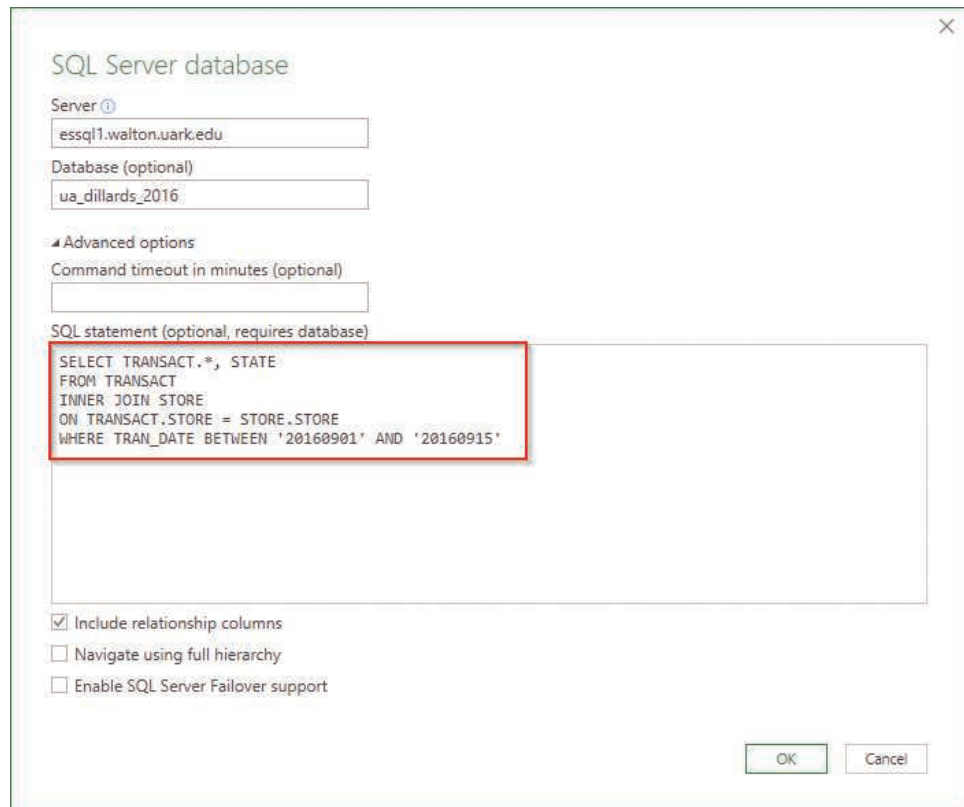 SQL Server database
Server
essql1.walton.uark.edu
Database (optional)
ua_dillards_2016
Advanced options
Command timeout in minutes (optional)
SQL statement (optional, requires database)
SELECT TRANSACT.*, STATE
FROM TRANSACT
INNER JOIN STORE
ON TRANSACT.STORE = STORE.STORE
WHERE TRAN_DATE BETWEEN '20160901' AND '20160915'
Include relationship columns
Navigate using full hierarchy
Enable SQL Server Failover support
OK Cancel